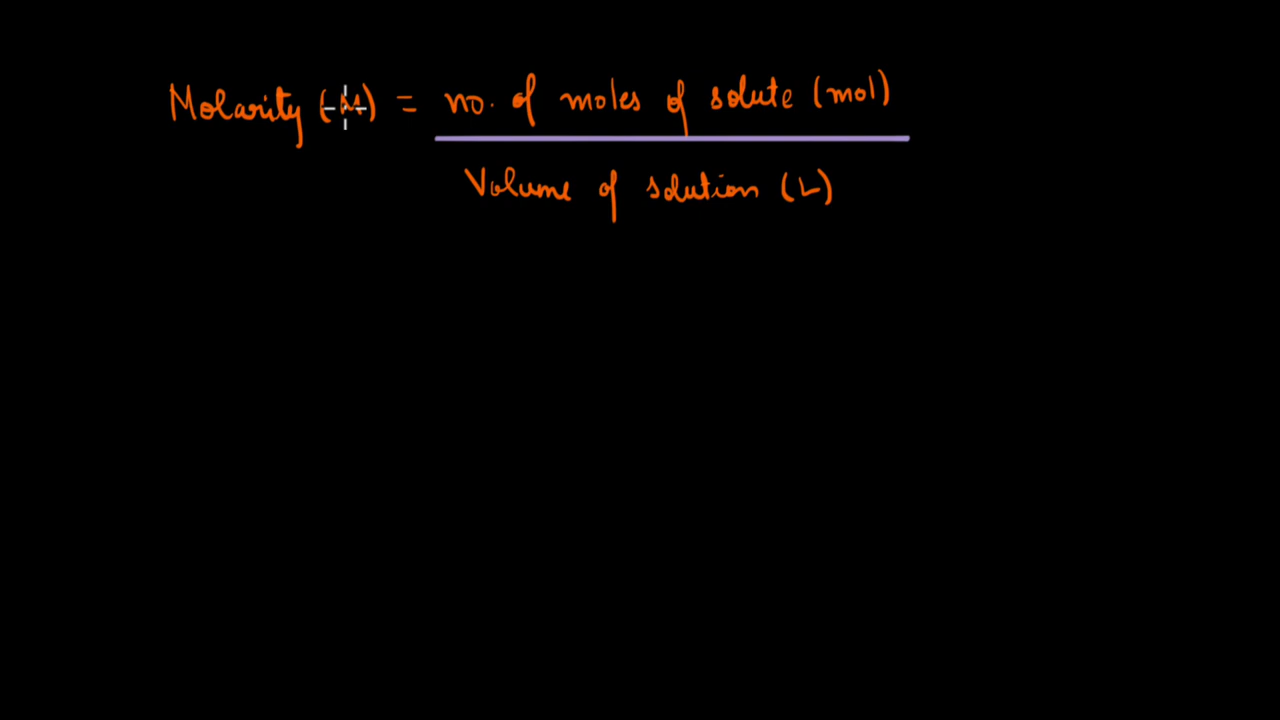 Molarity (M) = no. of moles of solute (mol)
Volume of solution (L)